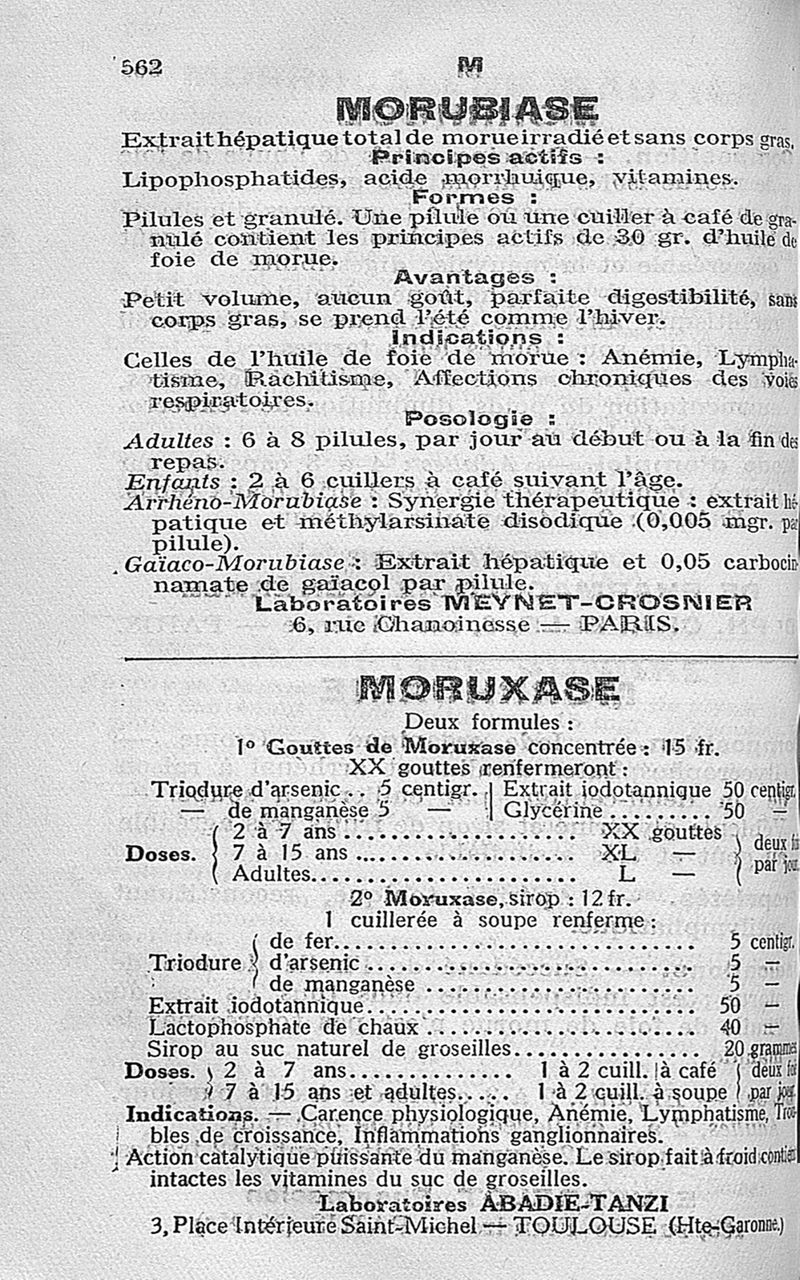 562
M
MORUBIASE
Extrait hépatique total de morue irradié et sans corps gras.
Principes actifs :
Lipophosphatides, acide morrhuique, vitamines.
Formes :
Pilules et granulé. Une pilule ou une cuiller à café de gra-
nulé contient les principes actifs de 30 gr. d'huile de
foie de morue.
Avantages :
Petit volume, aucun goût, parfaite digestibilité, sans
corps gras, se prend l'été comme l'hiver.
Indications :
Celles de l'huile de foie de morue : Anémie, Lympha-
tisme, Rachitisme, Affections chroniques des voies
respiratoires.
Posologie :
Adultes : 6 à 8 pilules, par jour au début ou à la fin des
repas.
Enfants : 2 à 6 cuillers à café suivant l'âge.
Arrhéno-Morubiase : Synergie thérapeutique : extrait hé-
patique et méthylarsinate disodique (0,005 mgr. par
pilule).
Gaïaco-Morubiase : Extrait hépatique et 0,05 carbocin-
namate de gaïacol par pilule.
Laboratoires MEYNET-CROSNIER
6, rue Chanoinesse — PARIS.
MORUXASE
Deux formules :
1° Gouttes de Moruxase concentrée : 15 fr.
XX gouttes renfermeront :
Triodure d'arsenic .. 5 centigr. | Extrait iodotannique 50 centigr.
— de manganèse 5 — | Glycérine .......... 50 —
Doses. { 2 à 7 ans ...................... XX gouttes } deux fois par jour.
7 à 15 ans ...................... XL —
Adultes......................... L —
2° Moruxase, sirop : 12 fr.
1 cuillerée à soupe renferme :
Triodure { de fer.................................. 5 centigr.
d'arsenic ............................... 5 —
de manganèse ......................... 5 —
Extrait iodotannique............................... 50 —
Lactophosphate de chaux ......................... 40 —
Sirop au suc naturel de groseilles................. 20 grammes
Doses. } 2 à 7 ans.............. 1 à 2 cuill. à café { deux fois
7 à 15 ans et adultes..... 1 à 2 cuill. à soupe par jour.
Indications. — Carence physiologique, Anémie, Lymphatisme, Trou-
bles de croissance, Inflammations ganglionnaires.
Action catalytique puissante du manganèse. Le sirop fait à froid contient
intactes les vitamines du suc de groseilles.
Laboratoires ABADIE-TANZI
3, Place Intérieure Saint-Michel — TOULOUSE (Hte-Garonne.)